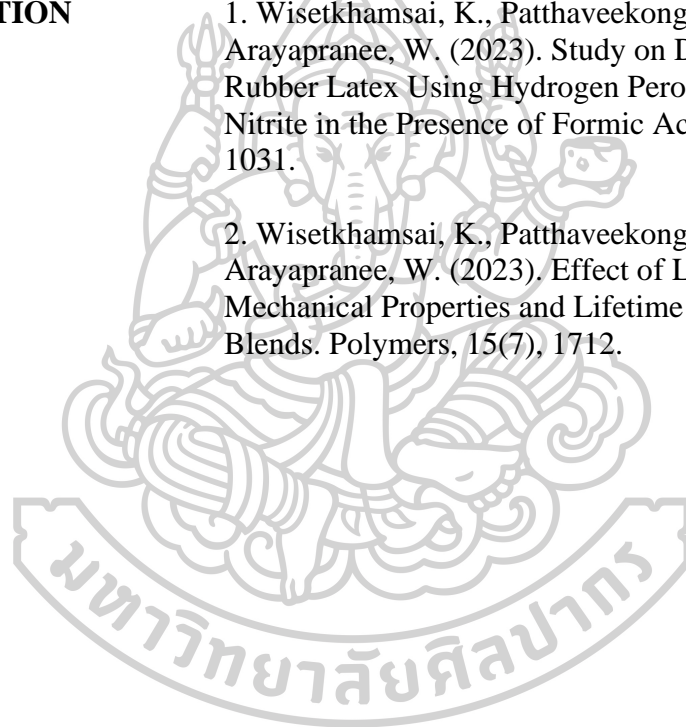 TION
1. Wisetkhamsai, K., Patthaveekong
Arayapranee, W. (2023). Study on D
Rubber Latex Using Hydrogen Pero
Nitrite in the Presence of Formic Ac
1031.
2. Wisetkhamsai, K., Patthaveekong
Arayapranee, W. (2023). Effect of L
Mechanical Properties and Lifetime
Blends. Polymers, 15(7), 1712.
มหาวิทยาลัยศิลปากร